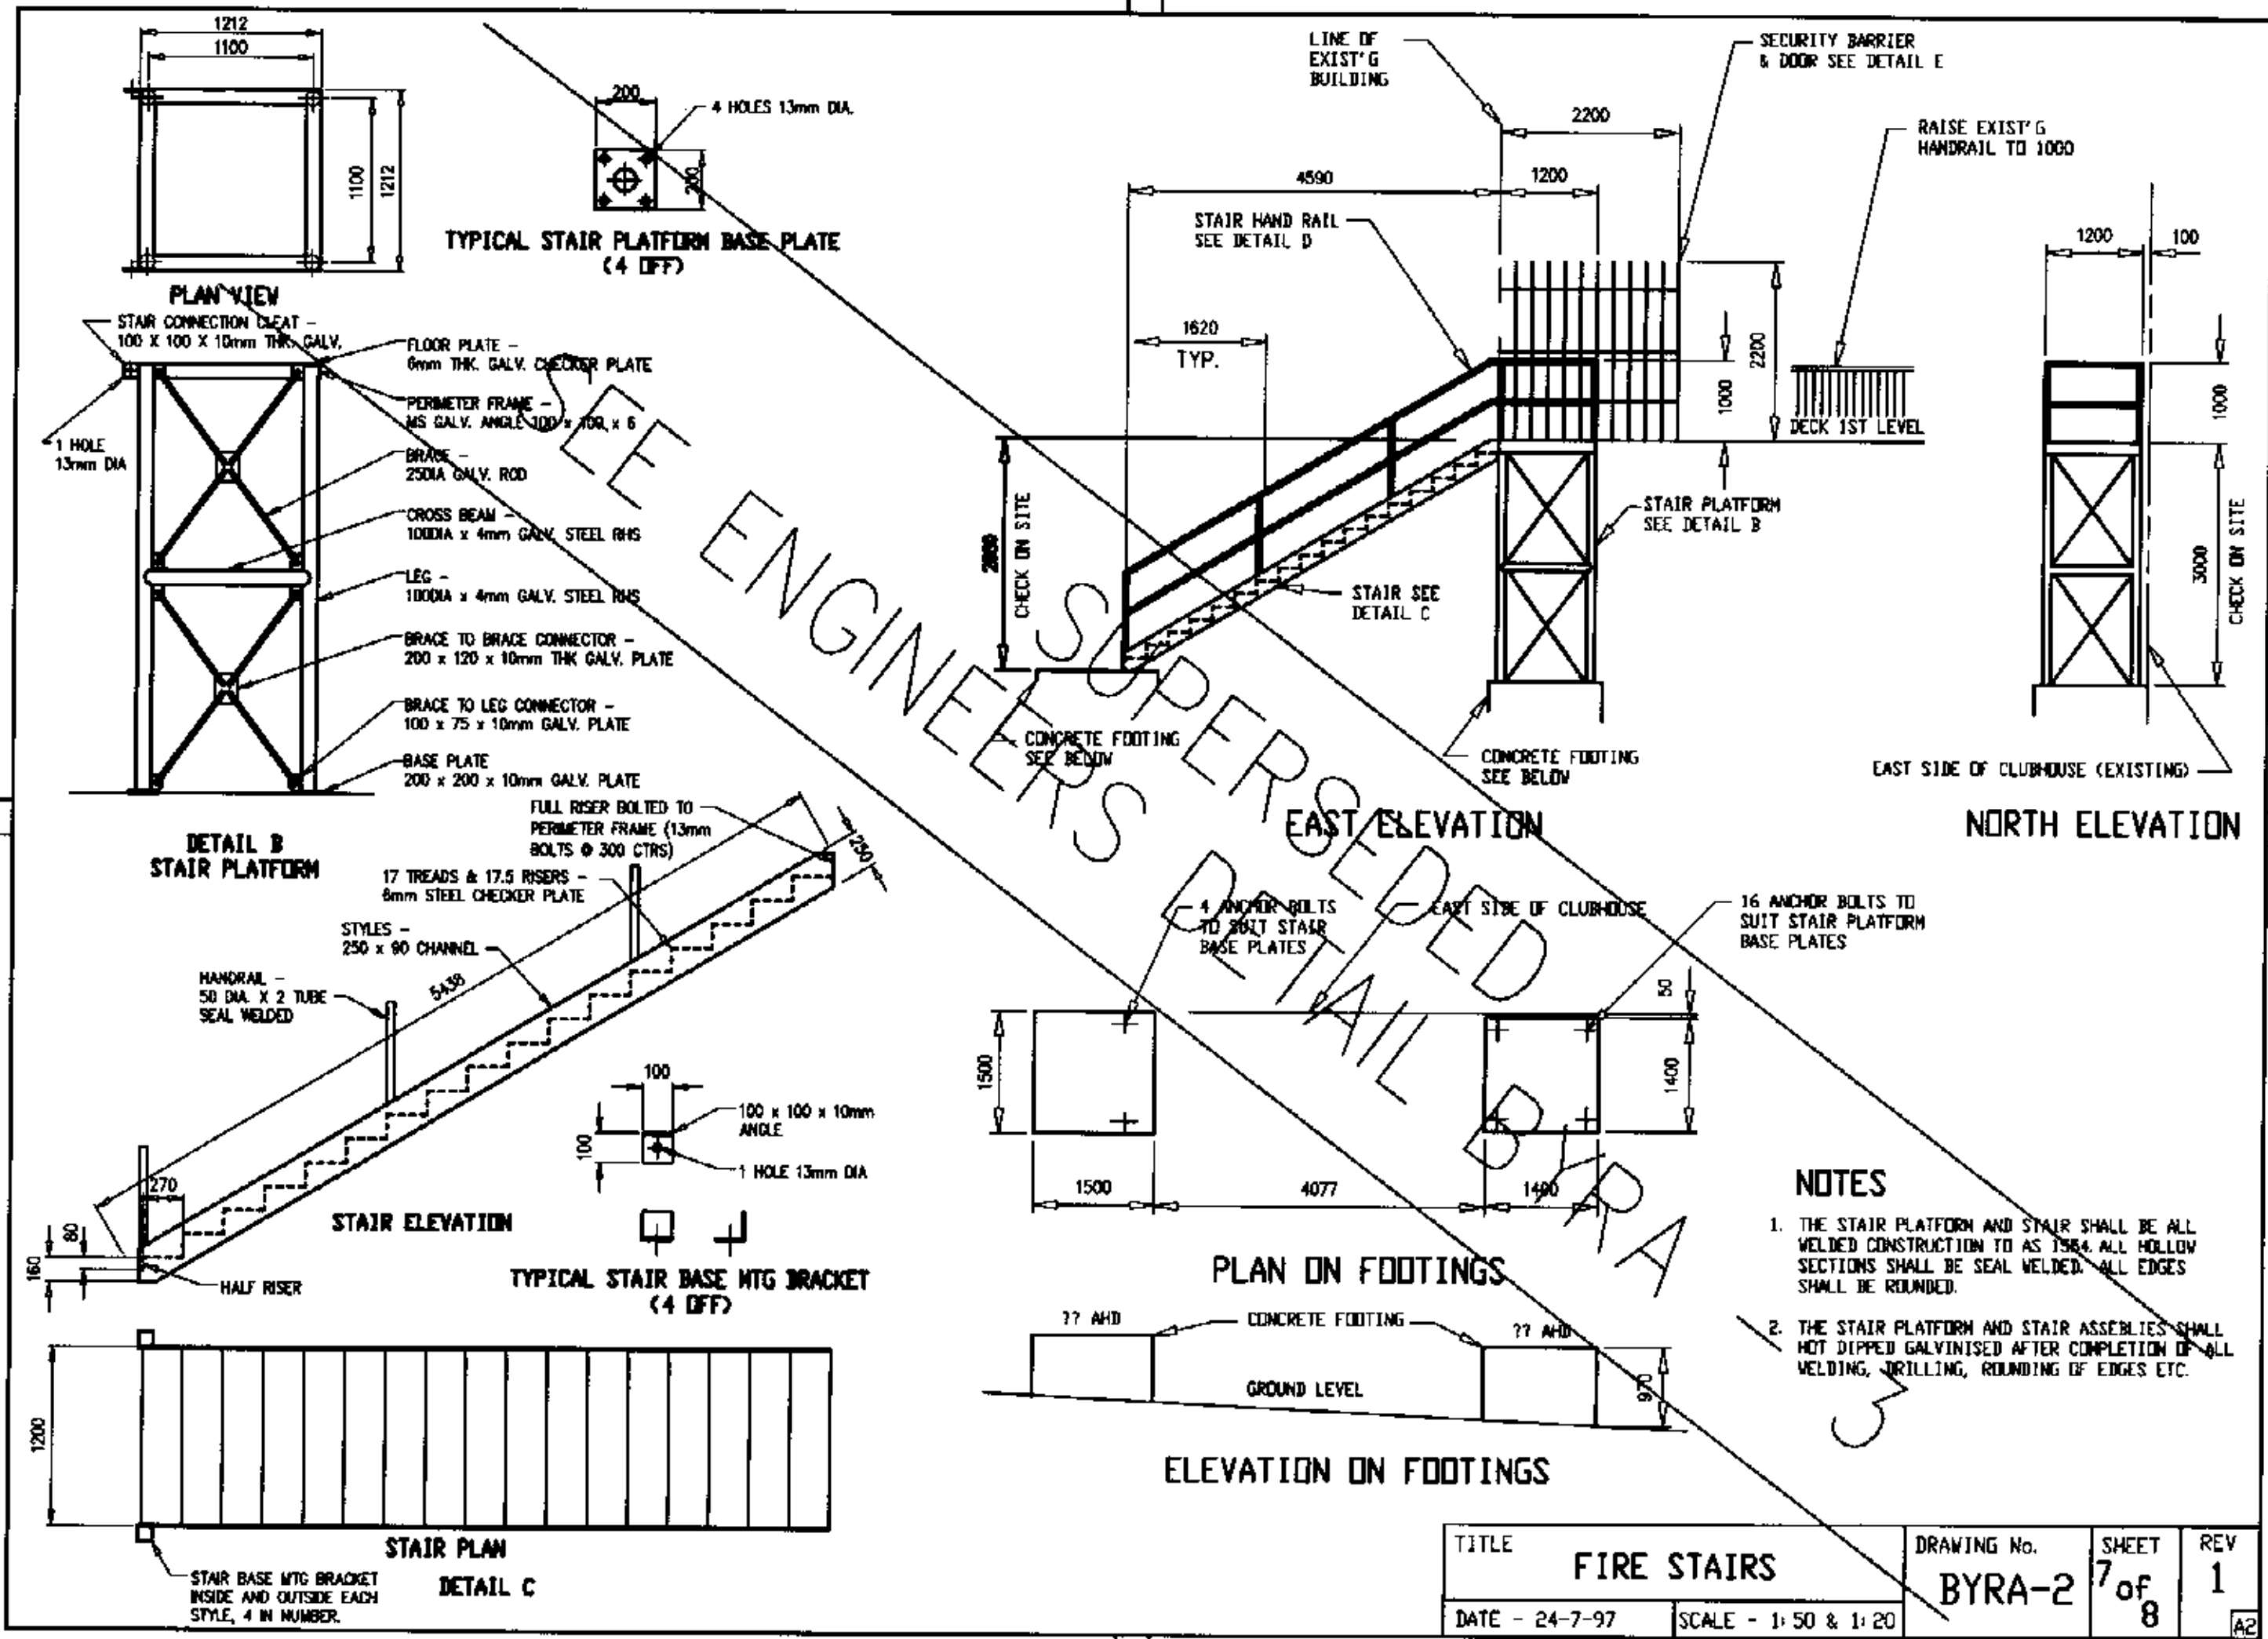 1212
1100
1100
1212
PLAN VIEW
200
4 HOLES 13mm DIA.
200
TYPICAL STAIR PLATFORM BASE PLATE
(4 OFF)
STAIR CONNECTION CLEAT -
100 X 100 X 10mm THK. GALV.
1 HOLE
13mm DIA
FLOOR PLATE -
6mm THK. GALV. CHECKER PLATE
PERIMETER FRAME -
MS GALV. ANGLE 100 x 100 x 6
BRACE -
25DIA GALV. ROD
CROSS BEAM -
100DIA x 4mm GALV. STEEL RHS
LEG -
100DIA x 4mm GALV. STEEL RHS
BRACE TO BRACE CONNECTOR -
200 x 120 x 10mm THK GALV. PLATE
BRACE TO LEG CONNECTOR -
100 x 75 x 10mm GALV. PLATE
BASE PLATE
200 x 200 x 10mm GALV. PLATE
DETAIL B
STAIR PLATFORM
LINE OF
EXIST'G
BUILDING
SECURITY BARRIER
& DOOR SEE DETAIL E
2200
RAISE EXIST'G
HANDRAIL TO 1000
4590
1200
STAIR HAND RAIL
SEE DETAIL D
1620
TYP.
2200
1000
DECK 1ST LEVEL
CHECK ON SITE
STAIR PLATFORM
SEE DETAIL B
STAIR SEE
DETAIL C
CONCRETE FOOTING
SEE BELOW
CONCRETE FOOTING
SEE BELOW
EAST ELEVATION
1200
100
1000
3000
CHECK ON SITE
EAST SIDE OF CLUBHOUSE (EXISTING)
NORTH ELEVATION
SUPERSEDED
SEE ENGINEERS DETAIL BYRA
3
FULL RISER BOLTED TO
PERIMETER FRAME (13mm
BOLTS @ 300 CTRS)
250
17 TREADS & 17.5 RISERS -
6mm STEEL CHECKER PLATE
STYLES -
250 x 90 CHANNEL
HANDRAIL -
50 DIA. X 2 TUBE
SEAL WELDED
5438
270
80
160
HALF RISER
STAIR ELEVATION
100
100
100 x 100 x 10mm
ANGLE
1 HOLE 13mm DIA
TYPICAL STAIR BASE MTG BRACKET
(4 OFF)
1200
STAIR PLAN
DETAIL C
STAIR BASE MTG BRACKET
INSIDE AND OUTSIDE EACH
STYLE, 4 IN NUMBER.
4 ANCHOR BOLTS
TO SUIT STAIR
BASE PLATES
EAST SIDE OF CLUBHOUSE
16 ANCHOR BOLTS TO
SUIT STAIR PLATFORM
BASE PLATES
50
1500
1400
1500
4077
1400
PLAN ON FOOTINGS
?? AHD
CONCRETE FOOTING
?? AHD
GROUND LEVEL
970
ELEVATION ON FOOTINGS
NOTES
1. THE STAIR PLATFORM AND STAIR SHALL BE ALL
WELDED CONSTRUCTION TO AS 1554. ALL HOLLOW
SECTIONS SHALL BE SEAL WELDED. ALL EDGES
SHALL BE ROUNDED.
2. THE STAIR PLATFORM AND STAIR ASSEBLIES SHALL
HOT DIPPED GALVINISED AFTER COMPLETION OF ALL
WELDING, DRILLING, ROUNDING OF EDGES ETC.
TITLE
FIRE STAIRS
DATE - 24-7-97
SCALE - 1:50 & 1:20
DRAWING No.
BYRA-2
SHEET
7 of 8
REV
1
A2